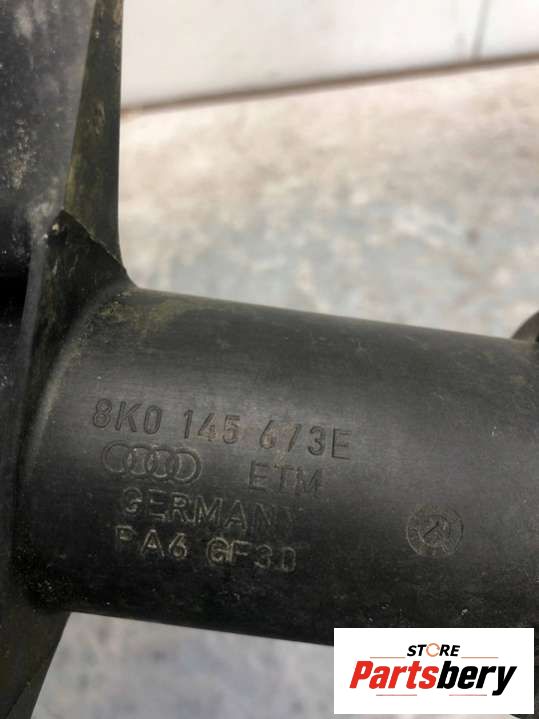 8K0 145 673E
ETM
GERMANY
PA6 GF30
STORE
Partsbery